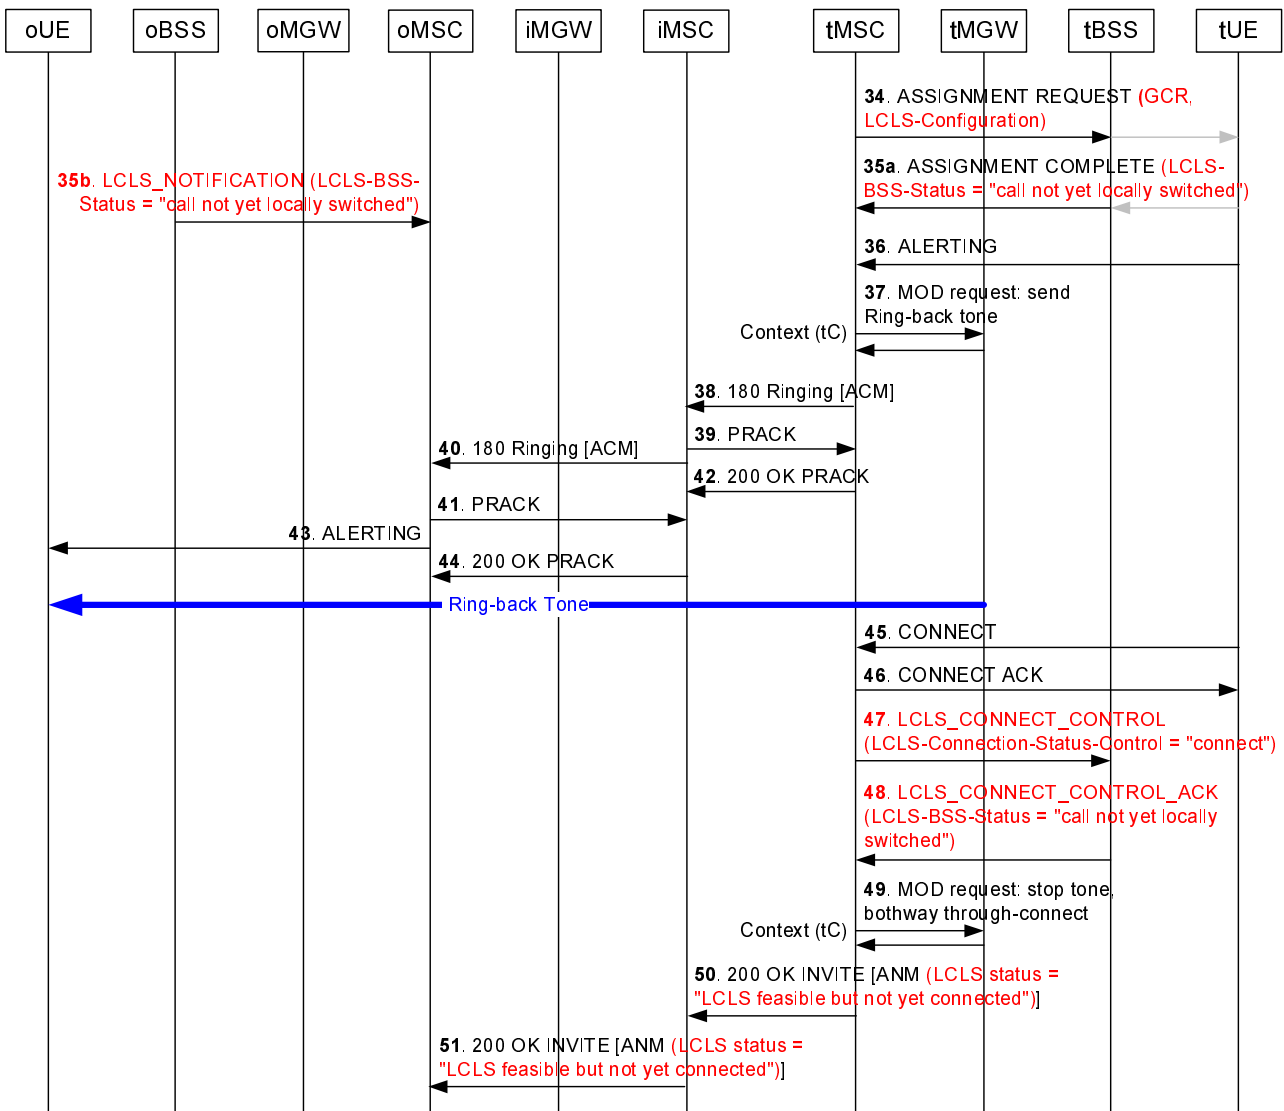 oUE oBSS oMGW oMSC iMGW iMSC tMSC tMGW tBSS tUE
34. ASSIGNMENT REQUEST (GCR,
LCLS-Configuration)
35a. ASSIGNMENT COMPLETE (LCLS-
BSS-Status = "call not yet locally switched")
35b. LCLS_NOTIFICATION (LCLS-BSS-
Status = "call not yet locally switched")
36. ALERTING
37. MOD request: send
Ring-back tone
Context (tC)
38. 180 Ringing [ACM]
39. PRACK
40. 180 Ringing [ACM]
42. 200 OK PRACK
41. PRACK
43. ALERTING
44. 200 OK PRACK
Ring-back Tone
45. CONNECT
46. CONNECT ACK
47. LCLS_CONNECT_CONTROL
(LCLS-Connection-Status-Control = "connect")
48. LCLS_CONNECT_CONTROL_ACK
(LCLS-BSS-Status = "call not yet locally
switched")
49. MOD request: stop tone,
bothway through-connect
Context (tC)
50. 200 OK INVITE [ANM (LCLS status =
"LCLS feasible but not yet connected")]
51. 200 OK INVITE [ANM (LCLS status =
"LCLS feasible but not yet connected")]